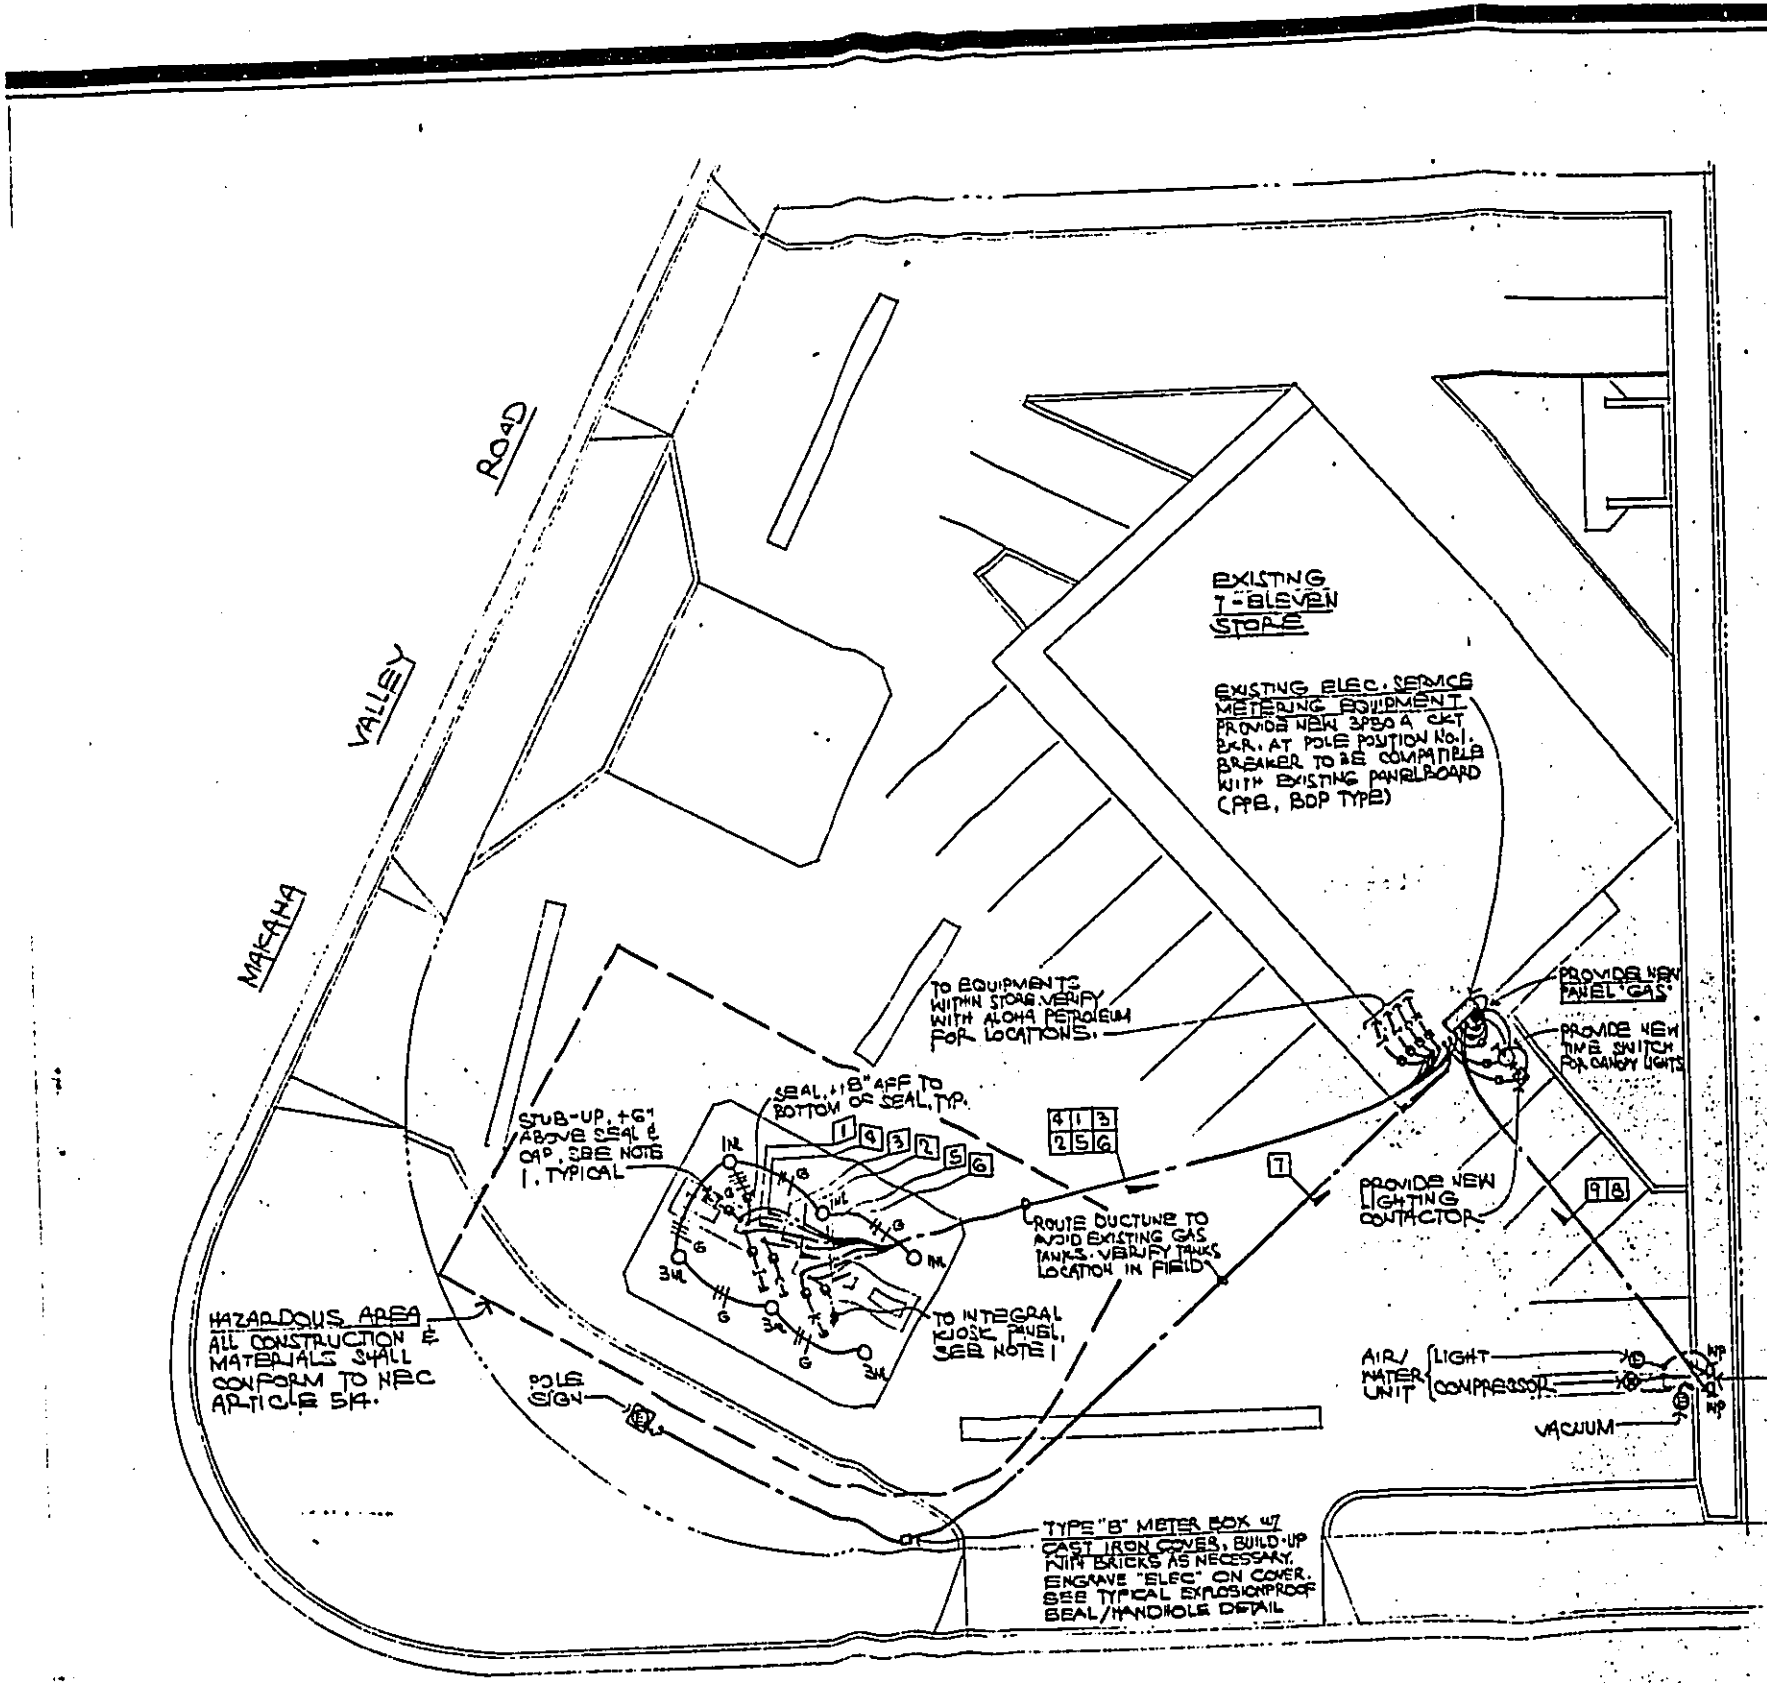 ROAD
VALLEY
MAKAHA
EXISTING
7-ELEVEN
STORE
EXISTING ELEC. SERVICE
METERING EQUIPMENT
PROVIDE NEW CKT
BKR. AT POLE POSITION NO.1.
BREAKER TO BE COMPATIBLE
WITH EXISTING PANELBOARD
(FPE, BDP TYPE)
TO EQUIPMENTS
WITHIN STORE. VERIFY
WITH ALOHA PETROLEUM
FOR LOCATIONS.
PROVIDE NEW
PANEL "GAS"
PROVIDE NEW
TIME SWITCH
FOR CANOPY LIGHTS
SEAL, +18" AFF TO
BOTTOM OF SEAL, TYP.
STUB-UP, +6"
ABOVE SEAL &
CAP. SEE NOTE
1. TYPICAL
1 4 3 2 5 6
4 1 3
2 5 6
7
9 8
PROVIDE NEW
LIGHTING
CONTACTOR
ROUTE DUCTLINE TO
AVOID EXISTING GAS
TANKS. VERIFY TANKS
LOCATION IN FIELD
1NL
G
1NL
G
1NL
G
3NL
G
G
3NL
TO INTEGRAL
KIOSK PANEL,
SEE NOTE 1
HAZARDOUS AREA
ALL CONSTRUCTION &
MATERIALS SHALL
CONFORM TO NEC
ARTICLE 514.
POLE
SIGN
AIR/
WATER
UNIT
LIGHT
COMPRESSOR
VACUUM
WP
WP
TYPE "B" METER BOX W/
CAST IRON COVER, BUILD-UP
WITH BRICKS AS NECESSARY.
ENGRAVE "ELEC" ON COVER.
SEE TYPICAL EXPLOSIONPROOF
SEAL/HANDHOLE DETAIL